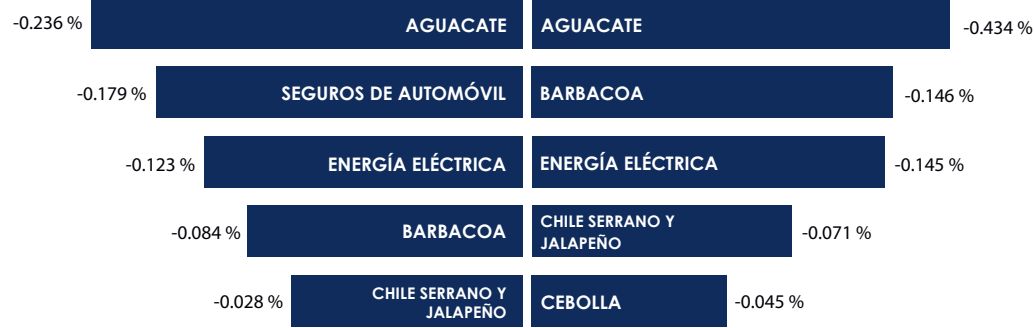 -0.236 % AGUACATE AGUACATE -0.434 %
-0.179 % SEGUROS DE AUTOMÓVIL BARBACOA -0.146 %
-0.123 % ENERGÍA ELÉCTRICA ENERGÍA ELÉCTRICA -0.145 %
-0.084 % BARBACOA CHILE SERRANO Y
JALAPEÑO -0.071 %
-0.028 % CHILE SERRANO Y
JALAPEÑO CEBOLLA -0.045 %